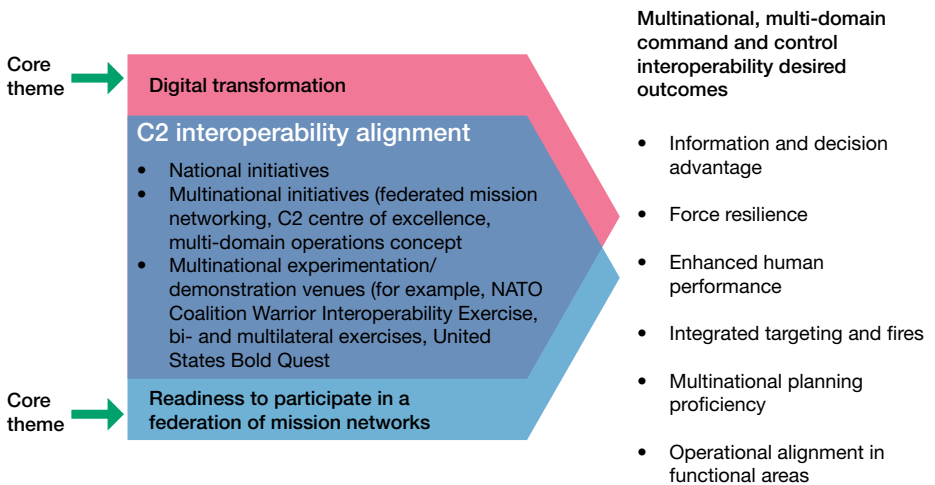 Core
theme
Digital transformation
C2 interoperability alignment
• National initiatives
• Multinational initiatives (federated mission
networking, C2 centre of excellence,
multi-domain operations concept
• Multinational experimentation/
demonstration venues (for example, NATO
Coalition Warrior Interoperability Exercise,
bi- and multilateral exercises, United
States Bold Quest
Core
theme
Readiness to participate in a
federation of mission networks
Multinational, multi-domain
command and control
interoperability desired
outcomes
• Information and decision
advantage
• Force resilience
• Enhanced human
performance
• Integrated targeting and fires
• Multinational planning
proficiency
• Operational alignment in
functional areas